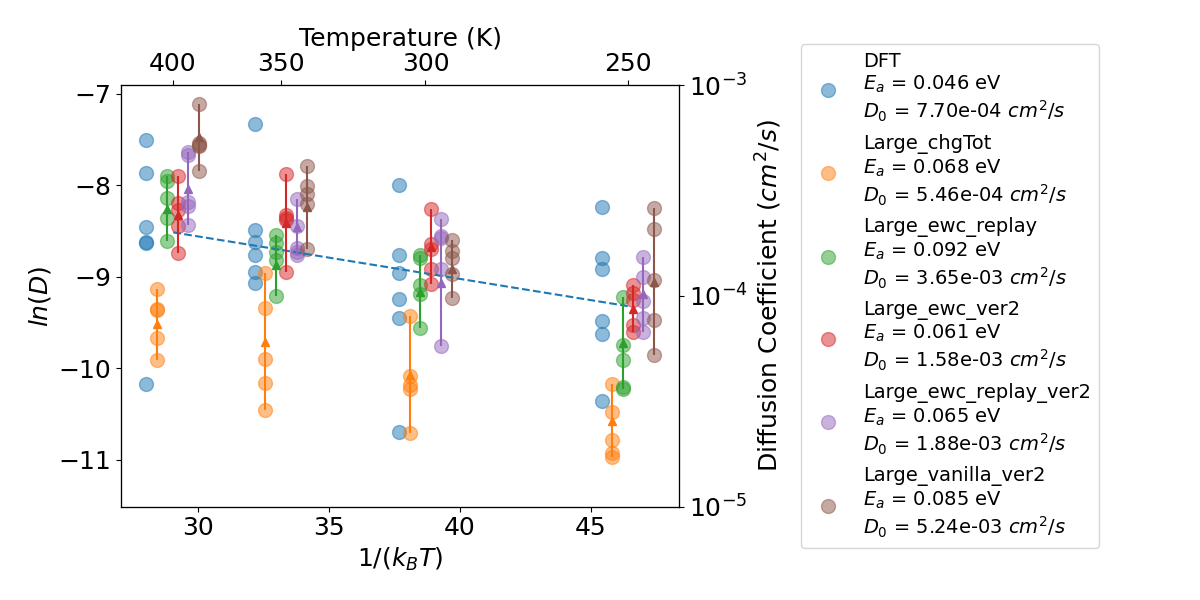 Temperature (K)
400 350 300 250
−7
−8
−9
−10
−11
ln(D)
30 35 40 45
1/(k_BT)
10^{-3}
10^{-4}
10^{-5}
Diffusion Coefficient (cm^2/s)
DFT
E_a = 0.046 eV
D_0 = 7.70e-04 cm^2/s
Large_chgTot
E_a = 0.068 eV
D_0 = 5.46e-04 cm^2/s
Large_ewc_replay
E_a = 0.092 eV
D_0 = 3.65e-03 cm^2/s
Large_ewc_ver2
E_a = 0.061 eV
D_0 = 1.58e-03 cm^2/s
Large_ewc_replay_ver2
E_a = 0.065 eV
D_0 = 1.88e-03 cm^2/s
Large_vanilla_ver2
E_a = 0.085 eV
D_0 = 5.24e-03 cm^2/s